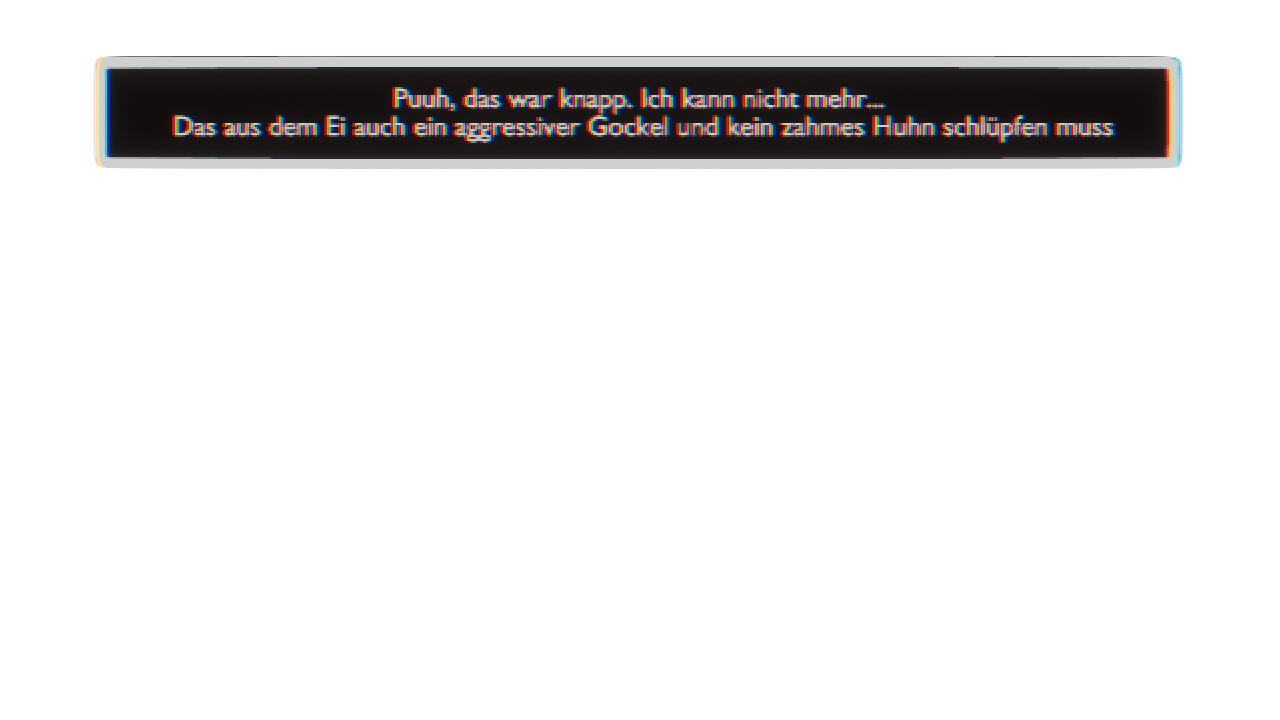 Puuh, das war knapp. Ich kann nicht mehr....
Das aus dem Ei auch ein aggressiver Gockel und kein zahmes Huhn schlüpfen muss